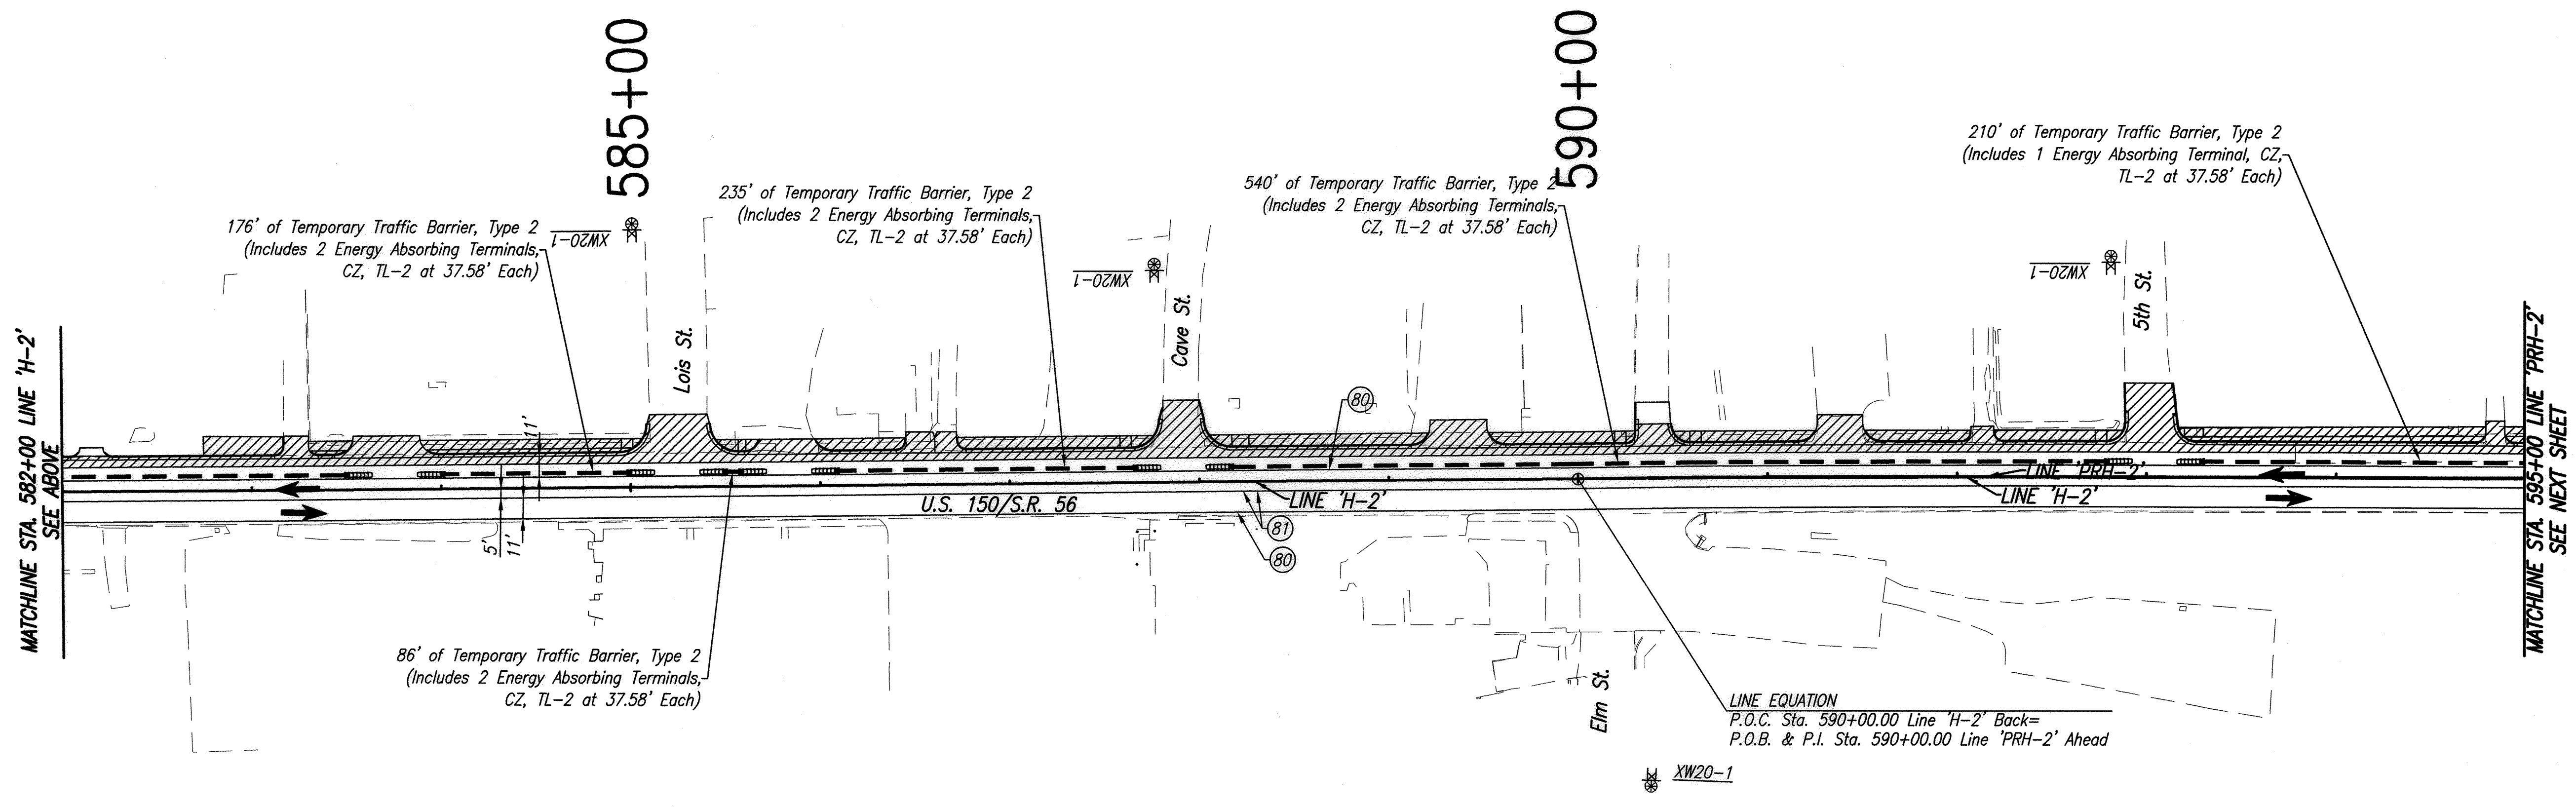 585+00
590+00
210' of Temporary Traffic Barrier, Type 2
(Includes 1 Energy Absorbing Terminal, CZ,
TL-2 at 37.58' Each)
235' of Temporary Traffic Barrier, Type 2
(Includes 2 Energy Absorbing Terminals,
CZ, TL-2 at 37.58' Each)
540' of Temporary Traffic Barrier, Type 2
(Includes 2 Energy Absorbing Terminals,
CZ, TL-2 at 37.58' Each)
176' of Temporary Traffic Barrier, Type 2
(Includes 2 Energy Absorbing Terminals,
CZ, TL-2 at 37.58' Each)
XW20-1
XW20-1
XW20-1
Lois St.
Cave St.
5th St.
MATCHLINE STA. 582+00 LINE 'H-2'
SEE ABOVE
MATCHLINE STA. 595+00 LINE 'PRH-2'
SEE NEXT SHEET
80
11'
LINE 'PRH-2'
LINE 'H-2'
LINE 'H-2'
U.S. 150/S.R. 56
81
80
5'
11'
86' of Temporary Traffic Barrier, Type 2
(Includes 2 Energy Absorbing Terminals,
CZ, TL-2 at 37.58' Each)
Elm St.
LINE EQUATION
P.O.C. Sta. 590+00.00 Line 'H-2' Back=
P.O.B. & P.I. Sta. 590+00.00 Line 'PRH-2' Ahead
XW20-1